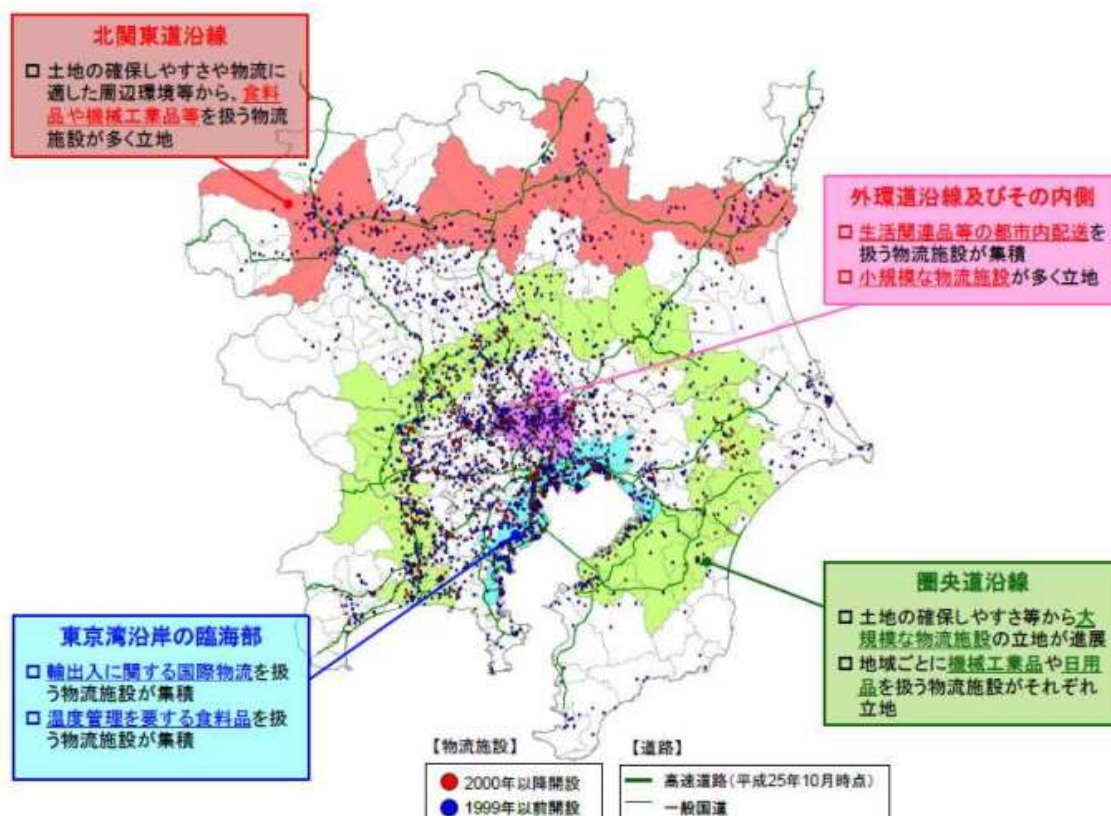 北関東道沿線
□ 土地の確保しやすさや物流に
適した周辺環境等から、食料
品や機械工業品等を扱う物流
施設が多く立地
外環道沿線及びその内側
□ 生活関連品等の都市内配送を
扱う物流施設が集積
□ 小規模な物流施設が多く立地
東京湾沿岸の臨海部
□ 輸出入に関する国際物流を扱
う物流施設が集積
□ 温度管理を要する食料品を扱
う物流施設が集積
圏央道沿線
□ 土地の確保しやすさ等から大
規模な物流施設の立地が進展
□ 地域ごとに機械工業品や日用
品を扱う物流施設がそれぞれ
立地
【物流施設】
2000年以降開設
1999年以前開設
【道路】
高速道路(平成25年10月時点)
一般国道